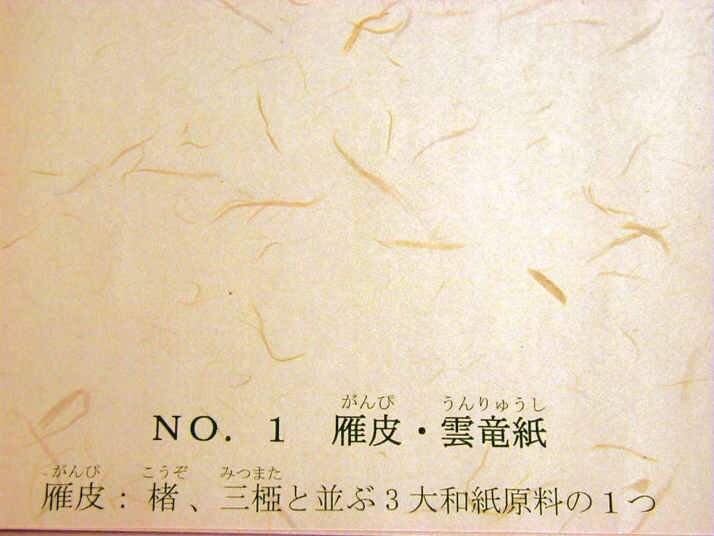 がんぴ うんりゅうし
NO. 1 雁皮・雲竜紙
がんぴ こうぞ みつまた
雁皮：楮、三椏と並ぶ3大和紙原料の1つ